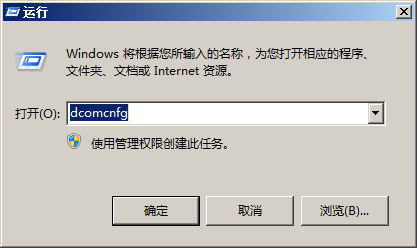 运行
Windows 将根据您所输入的名称，为您打开相应的程序、
文件夹、文档或 Internet 资源。
打开(O): dcomcnfg
使用管理权限创建此任务。
确定 取消 浏览(B)...